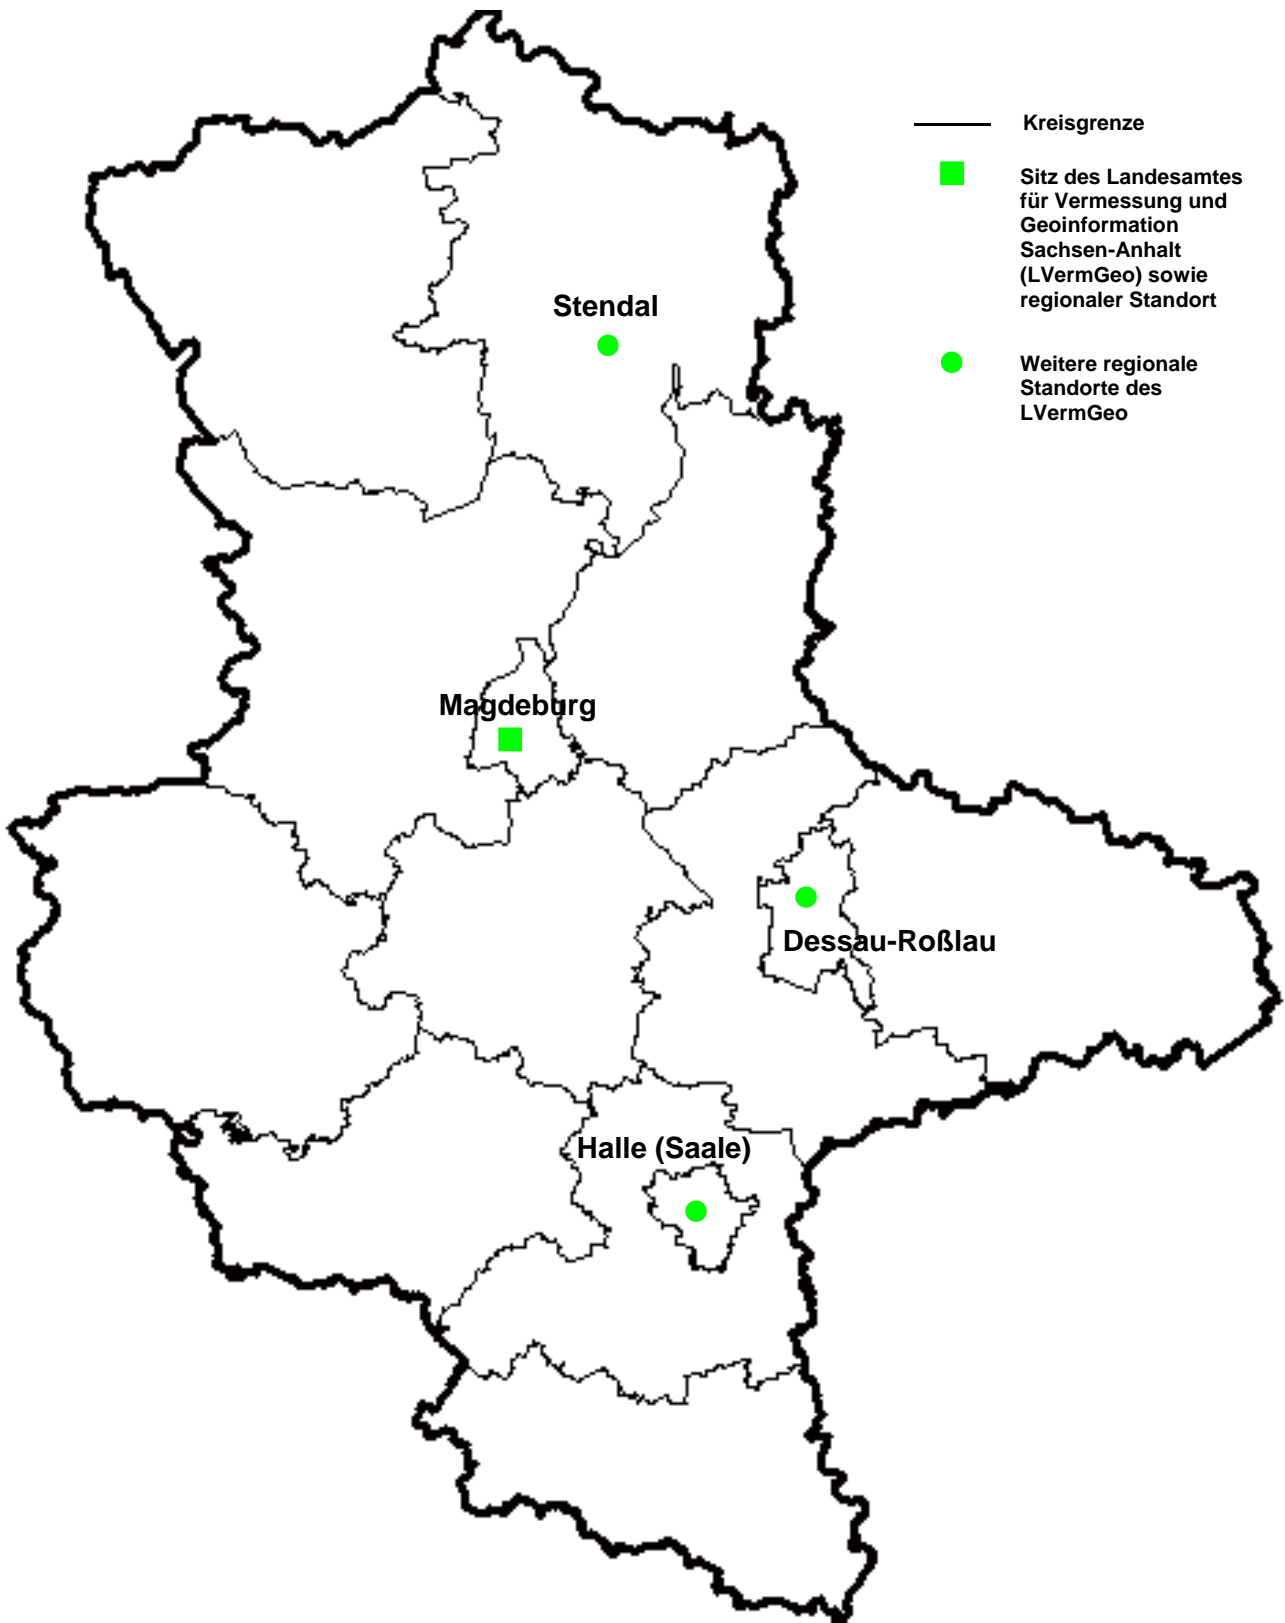 Kreisgrenze
Sitz des Landesamtes
für Vermessung und
Geoinformation
Sachsen-Anhalt
(LVermGeo) sowie
regionaler Standort
Weitere regionale
Standorte des
LVermGeo
Stendal
Magdeburg
Dessau-Roßlau
Halle (Saale)